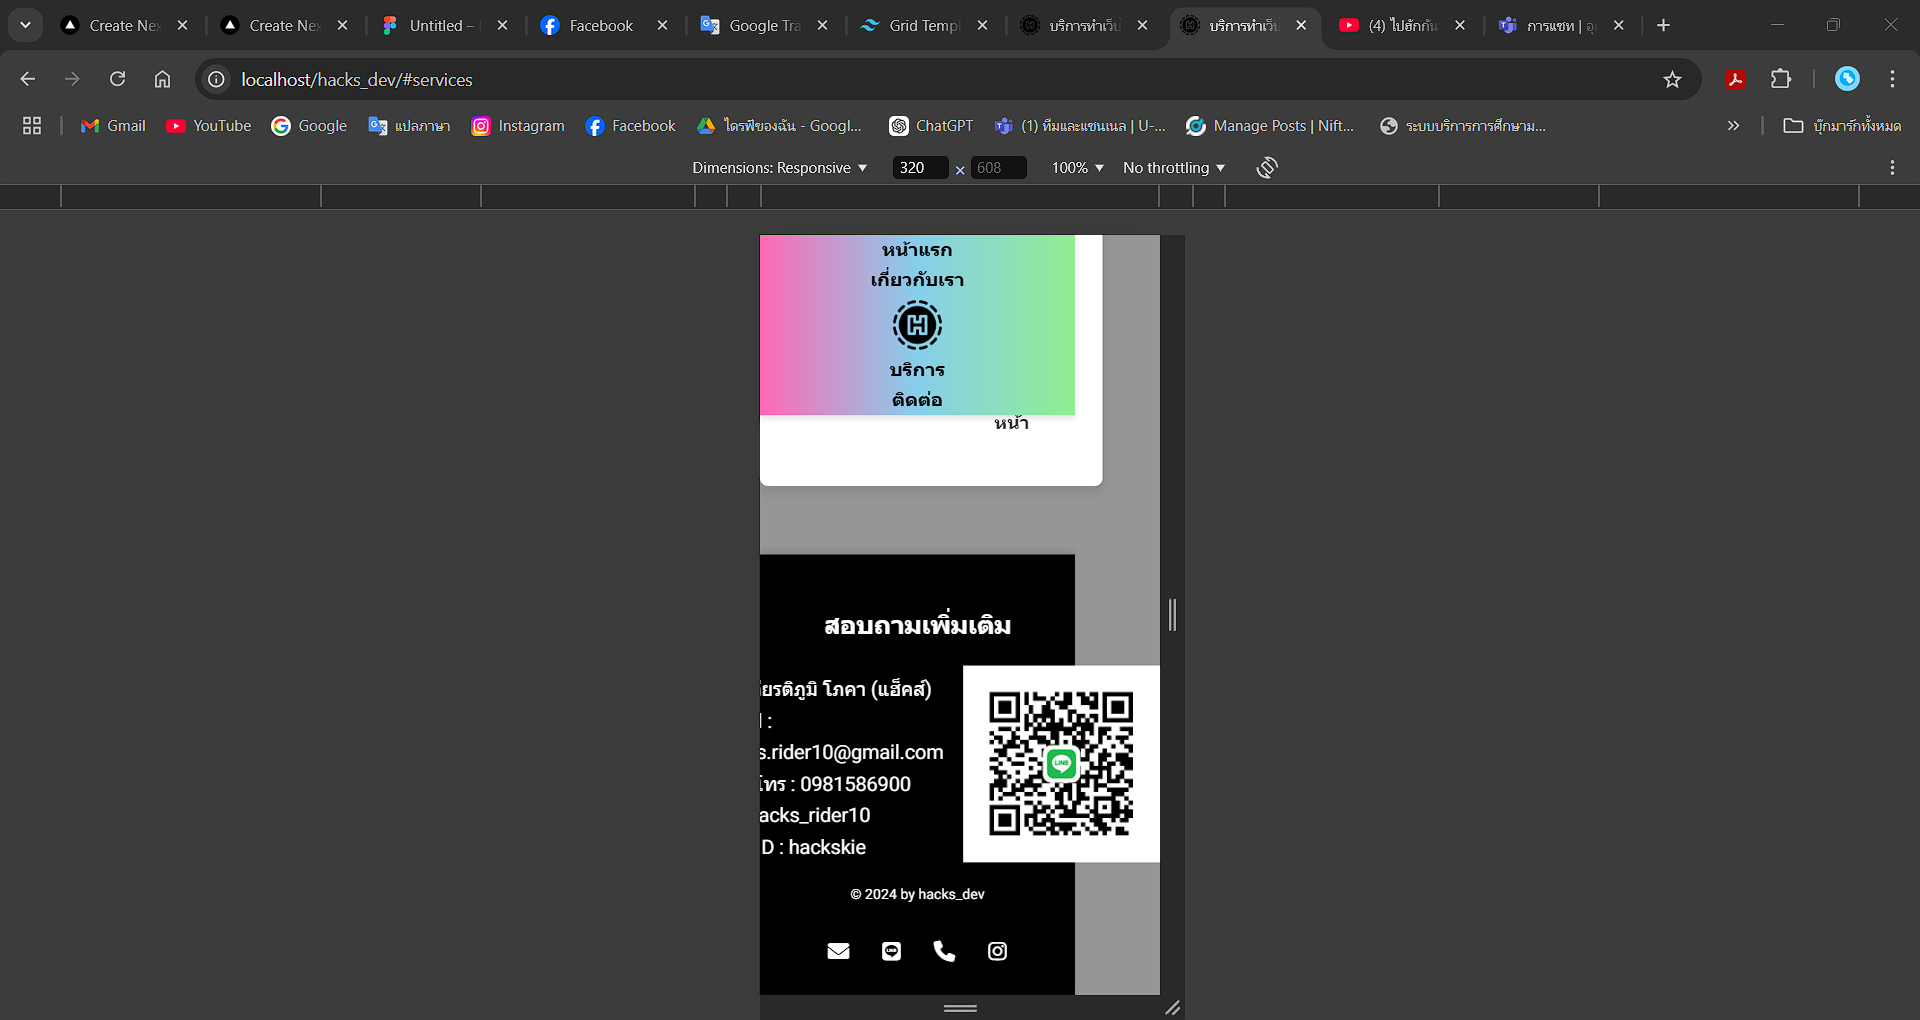 Create Nex
Create Nex
Untitled –
Facebook
Google Tra
Grid Templ
บริการทำเว็บ
บริการทำเว็บ
(4) ไปฮักกัน
การแชท | อุ
localhost/hacks_dev/#services
Gmail
YouTube
Google
แปลภาษา
Instagram
Facebook
ไดรฟ์ของฉัน - Googl...
ChatGPT
(1) ทีมและแชนเนล | U-...
Manage Posts | Nift...
ระบบบริการการศึกษาม...
บุ๊กมาร์กทั้งหมด
Dimensions: Responsive
320
×
608
100%
No throttling
หน้าแรก
เกี่ยวกับเรา
H
บริการ
ติดต่อ
หน้า
สอบถามเพิ่มเติม
ียรติภูมิ โภคา (แฮ็คส์)
l :
s.rider10@gmail.com
โทร : 0981586900
acks_rider10
D : hackskie
LINE
© 2024 by hacks_dev